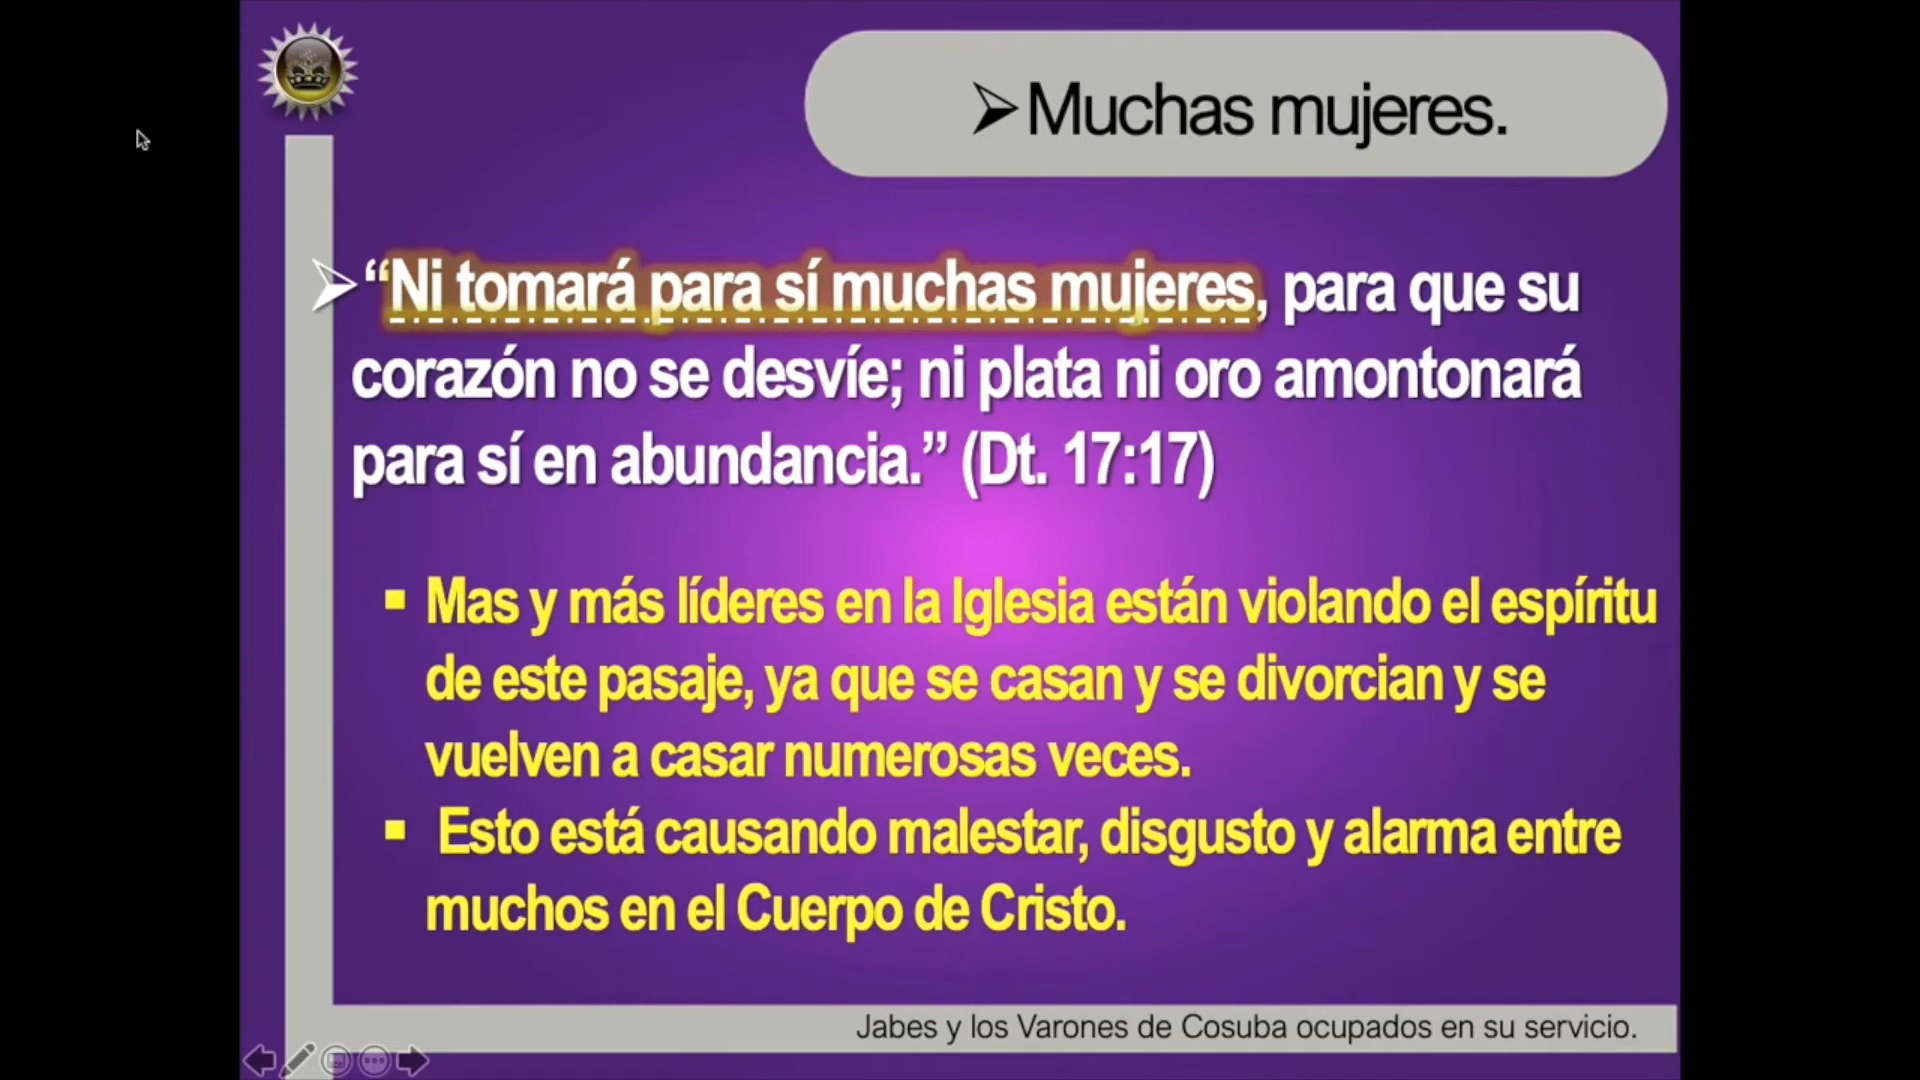 ➢Muchas mujeres.
➢“Ni tomará para sí muchas mujeres, para que su
corazón no se desvíe; ni plata ni oro amontonará
para sí en abundancia.” (Dt. 17:17)
▪ Mas y más líderes en la Iglesia están violando el espíritu
de este pasaje, ya que se casan y se divorcian y se
vuelven a casar numerosas veces.
▪ Esto está causando malestar, disgusto y alarma entre
muchos en el Cuerpo de Cristo.
Jabes y los Varones de Cosuba ocupados en su servicio.